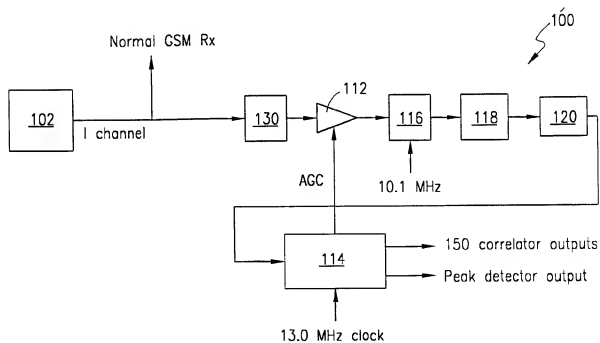 100
Normal GSM Rx
112
102
I channel
130
116
118
120
AGC
10.1 MHz
114
150 correlator outputs
Peak detector output
13.0 MHz clock